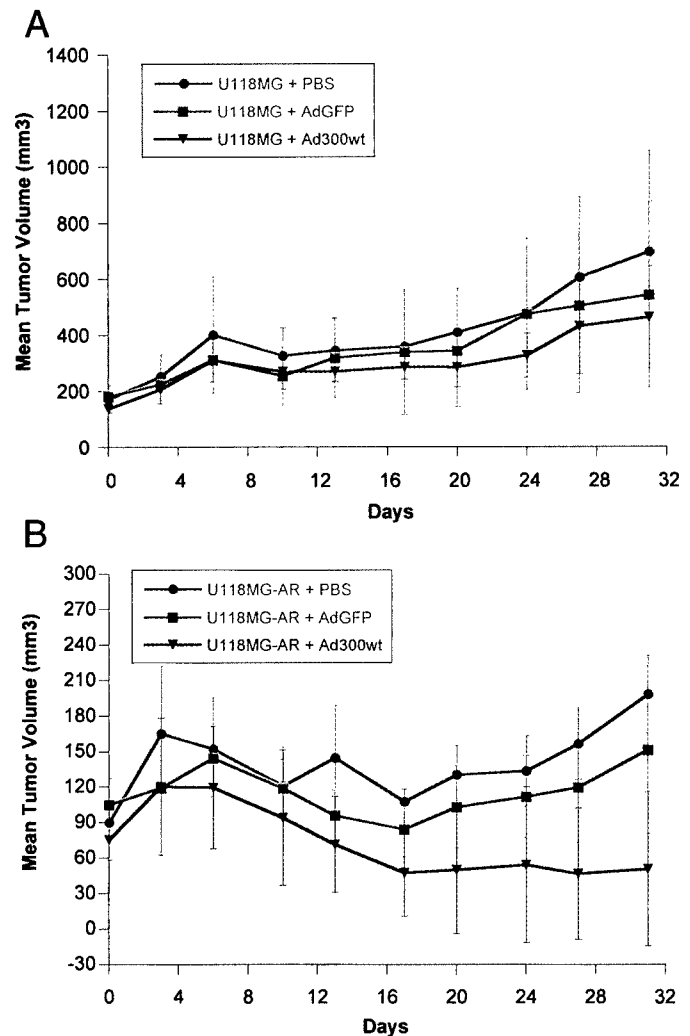 A
1400
1200
1000
800
600
400
200
0
Mean Tumor Volume (mm3)
U118MG + PBS
U118MG + AdGFP
U118MG + Ad300wt
0 4 8 12 16 20 24 28 32
Days
B
300
270
240
210
180
150
120
90
60
30
0
-30
Mean Tumor Volume (mm3)
U118MG-AR + PBS
U118MG-AR + AdGFP
U118MG-AR + Ad300wt
0 4 8 12 16 20 24 28 32
Days